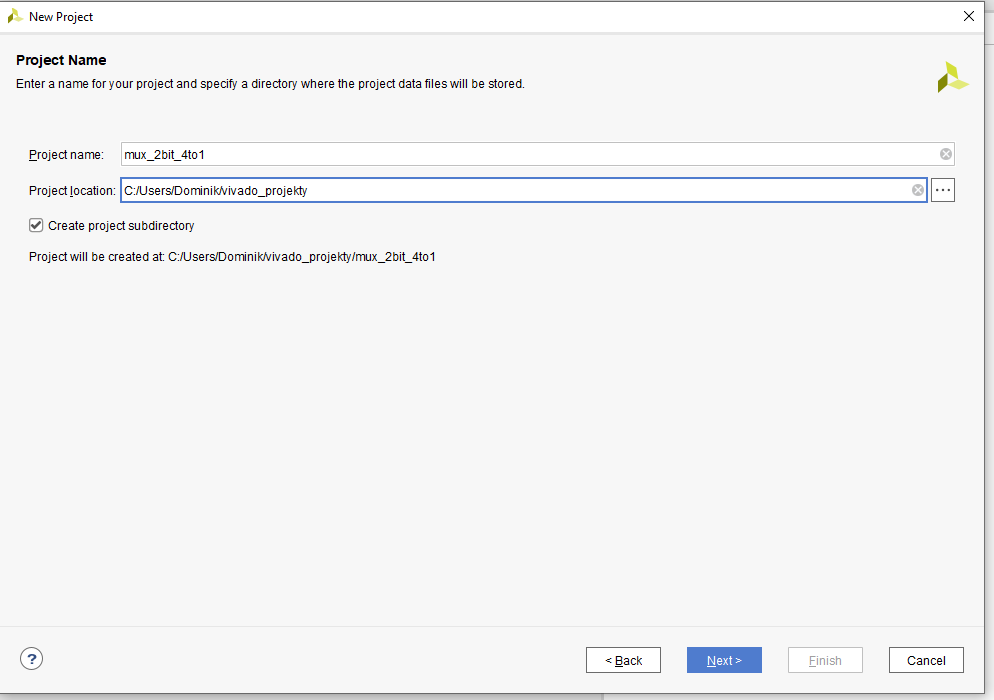 New Project
Project Name
Enter a name for your project and specify a directory where the project data files will be stored.
Project name: mux_2bit_4to1
Project location: C:/Users/Dominik/vivado_projekty ...
Create project subdirectory
Project will be created at: C:/Users/Dominik/vivado_projekty/mux_2bit_4to1
? < Back Next > Finish Cancel